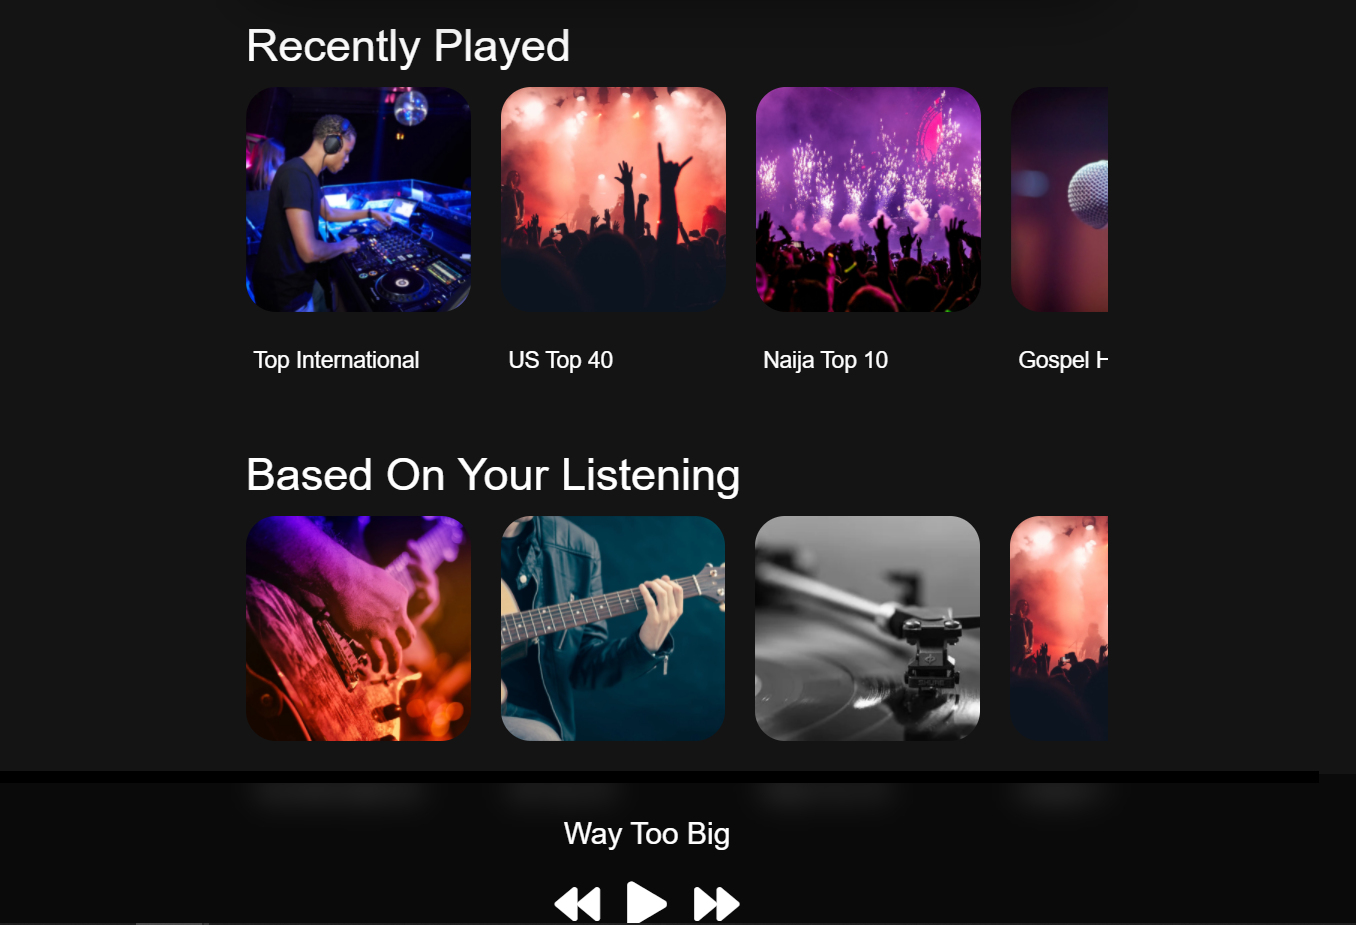 Recently Played
Top International
US Top 40
Naija Top 10
Gospel H
Based On Your Listening
Way Too Big